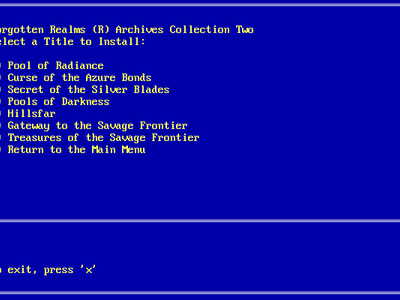 rgotten Realms (R) Archives Collection Two
elect a Title to Install:
Pool of Radiance
Curse of the Azure Bonds
Secret of the Silver Blades
Pools of Darkness
Hillsfar
Gateway to the Savage Frontier
Treasures of the Savage Frontier
Return to the Main Menu
exit, press 'x'